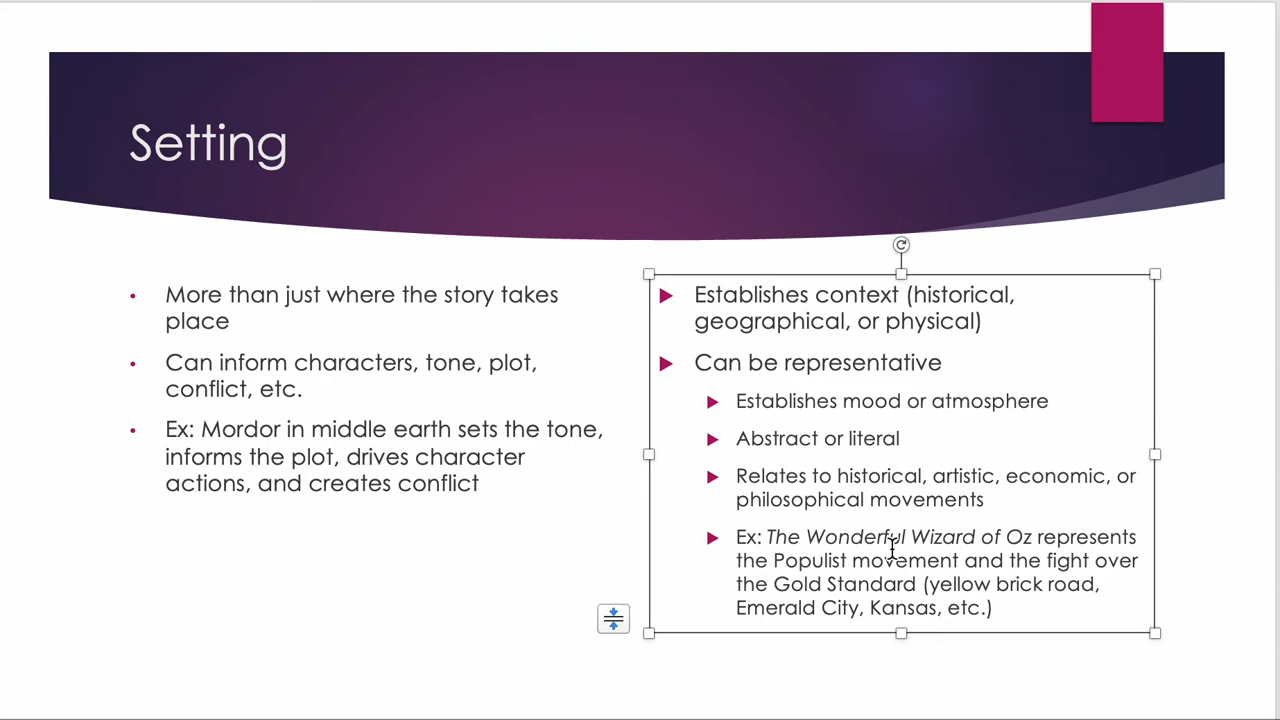 Setting
• More than just where the story takes
place
• Can inform characters, tone, plot,
conflict, etc.
• Ex: Mordor in middle earth sets the tone,
informs the plot, drives character
actions, and creates conflict
Establishes context (historical,
geographical, or physical)
Can be representative
Establishes mood or atmosphere
Abstract or literal
Relates to historical, artistic, economic, or
philosophical movements
Ex: The Wonderful Wizard of Oz represents
the Populist movement and the fight over
the Gold Standard (yellow brick road,
Emerald City, Kansas, etc.)